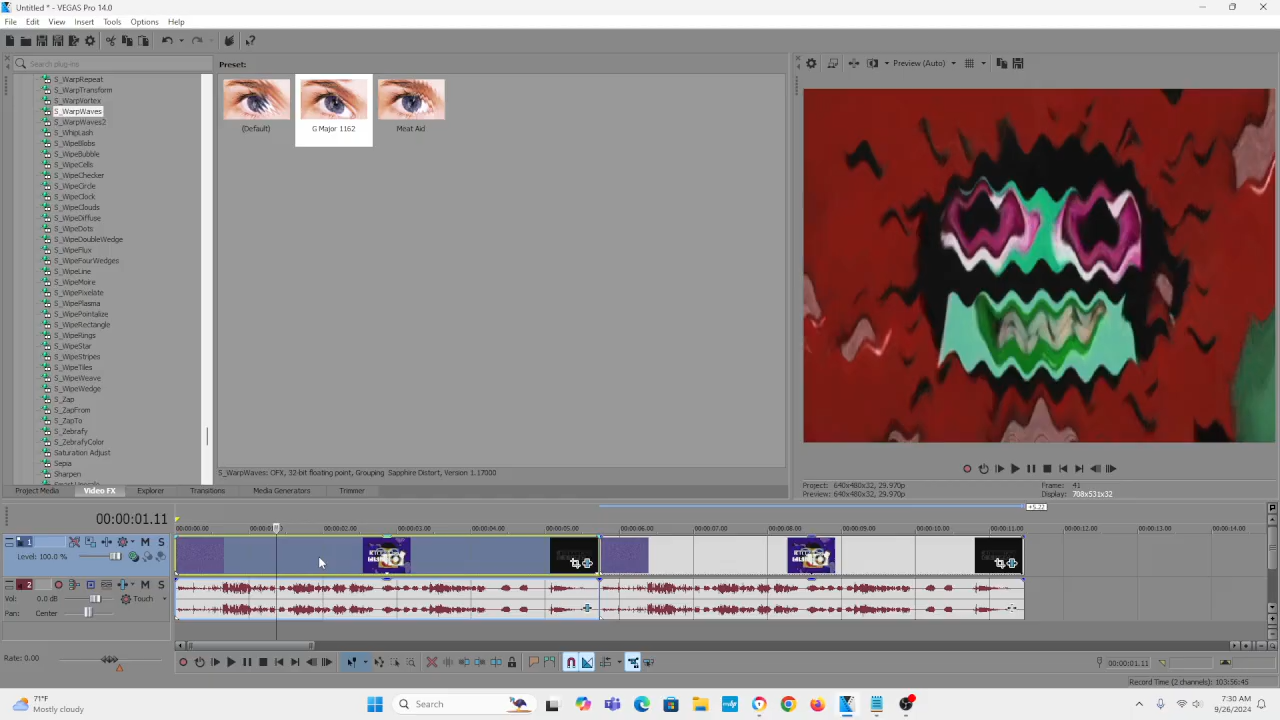 Untitled * - VEGAS Pro 14.0
File Edit View Insert Tools Options Help
Search plug-ins
S_WarpRepeat
S_WarpTransform
S_WarpVortex
S_WarpWaves
S_WarpWaves2
S_WhipLash
S_WipeBlobs
S_WipeBubble
S_WipeCells
S_WipeChecker
S_WipeCircle
S_WipeClock
S_WipeClouds
S_WipeDiffuse
S_WipeDots
S_WipeDoubleWedge
S_WipeFlux
S_WipeFourWedges
S_WipeLine
S_WipeMoire
S_WipePixelate
S_WipePlasma
S_WipePointalize
S_WipeRectangle
S_WipeRings
S_WipeStar
S_WipeStripes
S_WipeTiles
S_WipeWeave
S_WipeWedge
S_Zap
S_ZapFrom
S_ZapTo
S_Zebrafy
S_ZebrafyColor
Saturation Adjust
Sepia
Sharpen
Preset:
(Default)
G Major 1162
Meat Aid
S_WarpWaves: OFX, 32-bit floating point, Grouping Sapphire Distort, Version 1.17000
Preview (Auto)
Project: 640x480x32, 29.970p
Preview: 640x480x32, 29.970p
Frame: 41
Display: 708x531x32
Project Media Video FX Explorer Transitions Media Generators Trimmer
+5.22
00:00:01.11
00:00:00.00 00:00:02.00 00:00:03.00 00:00:04.00 00:00:05.00 00:00:06.00 00:00:07.00 00:00:08.00 00:00:09.00 00:00:10.00 00:00:11.00 00:00:12.00 00:00:13.00 00:00:14.00
1 M S
Level: 100.0 %
2 M S
Vol: 0.0 dB Touch
Pan: Center
Rate: 0.00
00:00:01.11
Record Time (2 channels): 103:56:45
71°F
Mostly cloudy
Search
7:30 AM
9/26/2024